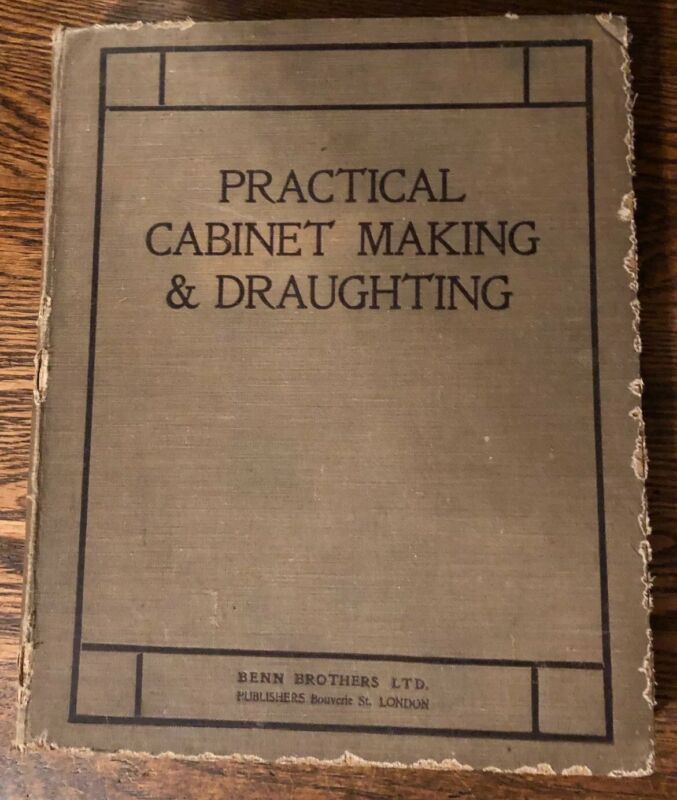 PRACTICAL
CABINET MAKING
& DRAUGHTING
BENN BROTHERS LTD.
PUBLISHERS Bouverie St. LONDON